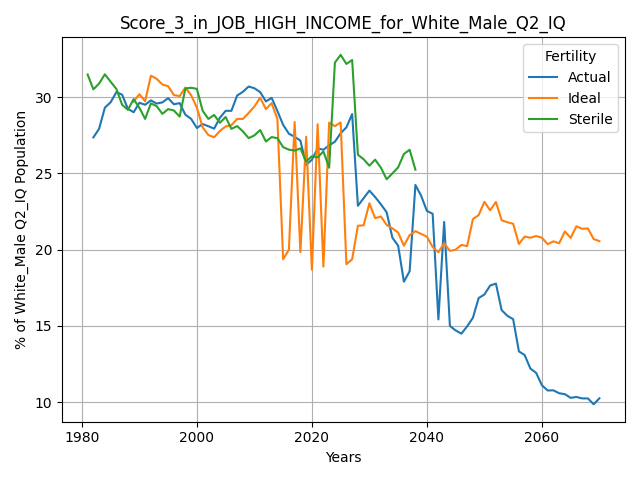 Score_3_in_JOB_HIGH_INCOME_for_White_Male_Q2_IQ
Fertility
Actual
Ideal
Sterile
% of White_Male Q2_IQ Population
30
25
20
15
10
1980
2000
2020
2040
2060
Years